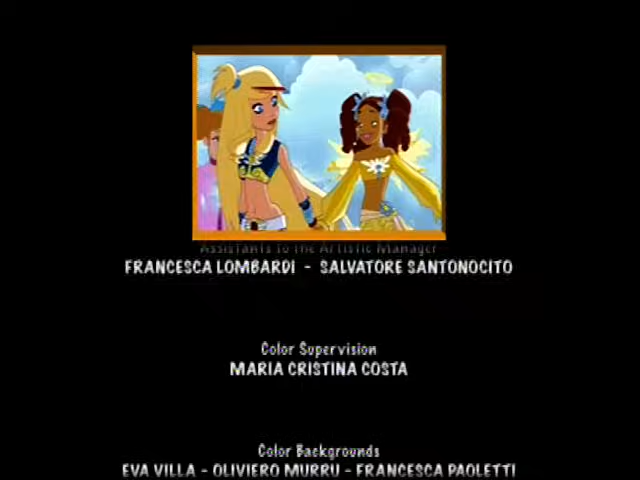 Assistants to the Artistic Manager
FRANCESCA LOMBARDI - SALVATORE SANTONOCITO
Color Supervision
MARIA CRISTINA COSTA
Color Backgrounds
EVA VILLA - OLIVIERO MURRU - FRANCESCA PAOLETTI